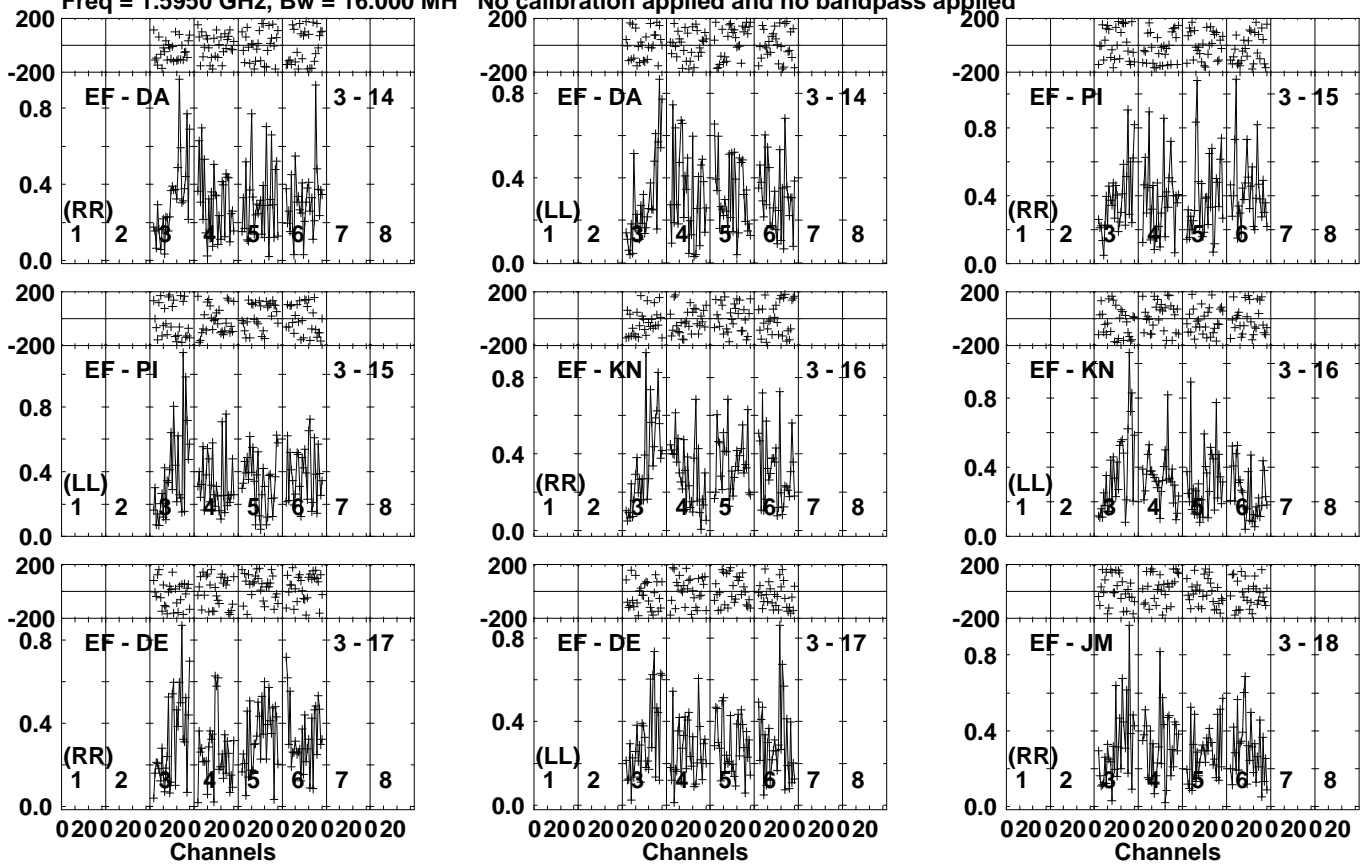 Freq = 1.5950 GHz, Bw = 16.000 MH No calibration applied and no bandpass applied
200 200 200
-200 -200 -200
EF - DA 3 - 14 EF - DA 3 - 14 EF - PI 3 - 15
0.8 0.8 0.8
0.4 0.4 0.4
(RR) (LL) (RR)
1 2 3 4 5 6 7 8 1 2 3 4 5 6 7 8 1 2 3 4 5 6 7 8
0.0 0.0 0.0
200 200 200
-200 -200 -200
EF - PI 3 - 15 EF - KN 3 - 16 EF - KN 3 - 16
0.8 0.8 0.8
0.4 0.4 0.4
(LL) (RR) (LL)
1 2 3 4 5 6 7 8 1 2 3 4 5 6 7 8 1 2 3 4 5 6 7 8
0.0 0.0 0.0
200 200 200
-200 -200 -200
EF - DE 3 - 17 EF - DE 3 - 17 EF - JM 3 - 18
0.8 0.8 0.8
0.4 0.4 0.4
(RR) (LL) (RR)
1 2 3 4 5 6 7 8 1 2 3 4 5 6 7 8 1 2 3 4 5 6 7 8
0.0 0.0 0.0
0 20 0 20 0 20 0 20 0 20 0 20 0 20 0 20 0 20 0 20 0 20 0 20 0 20 0 20 0 20 0 20 0 20 0 20 0 20 0 20 0 20 0 20 0 20 0 20
Channels Channels Channels